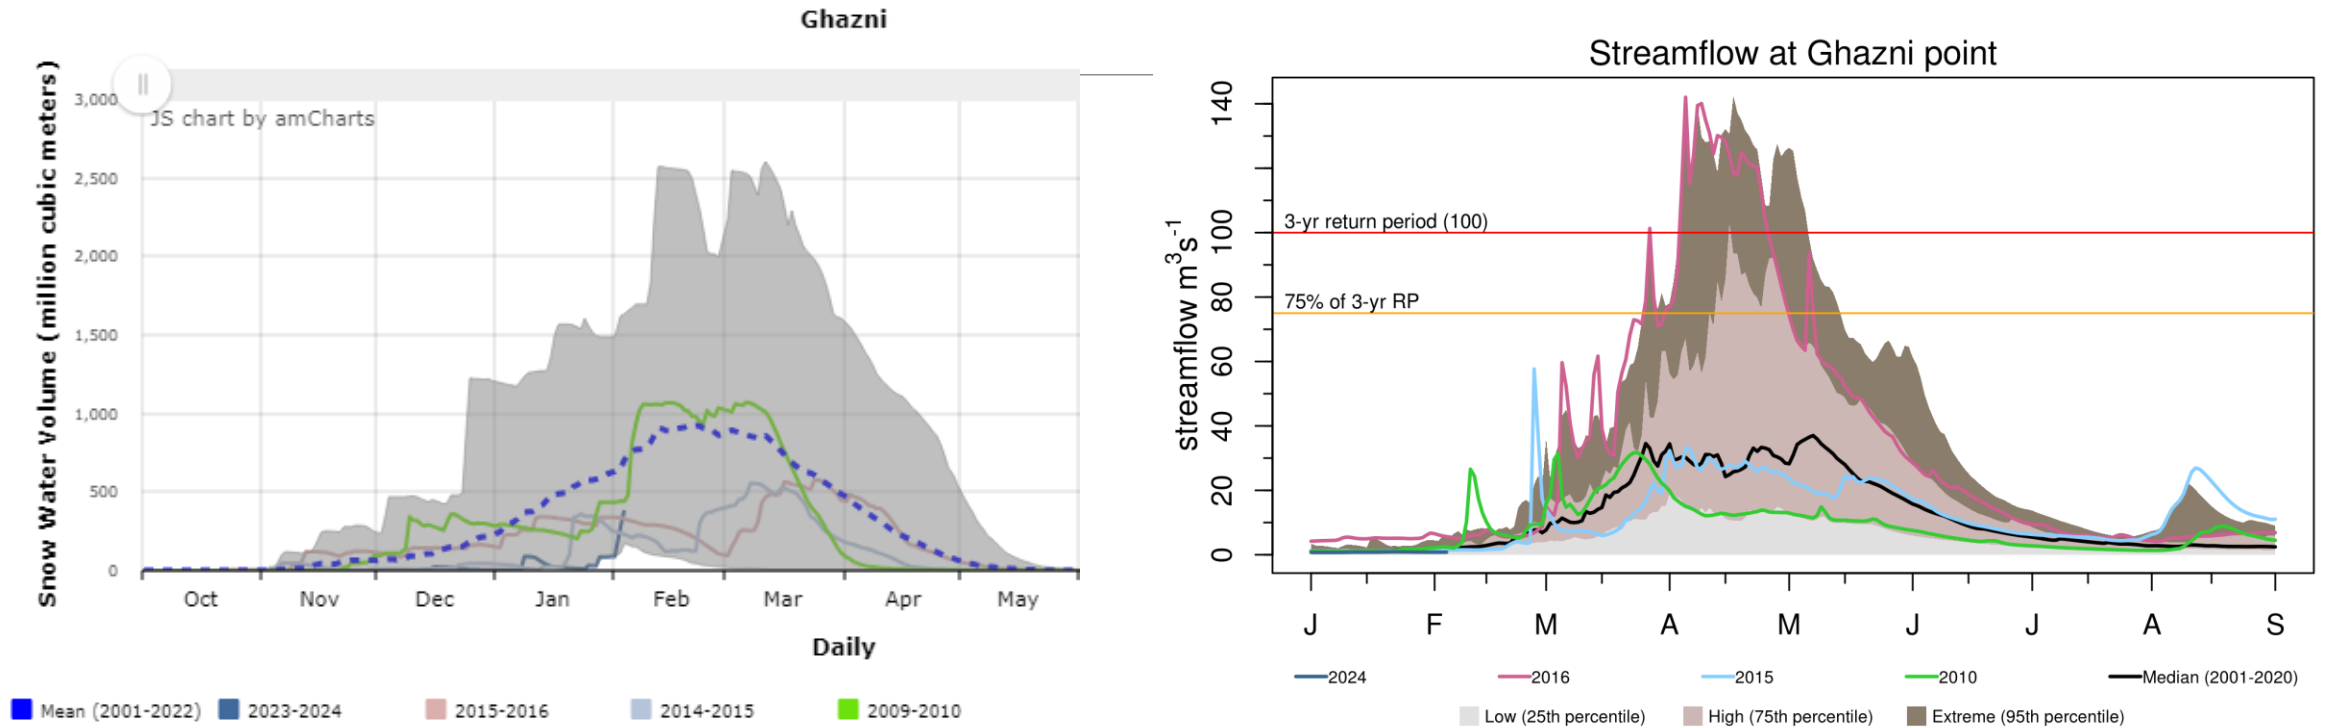 Ghazni
Snow Water Volume (million cubic meters)
3,000
JS chart by amCharts
2,500
2,000
1,500
1,000
500
0
Oct Nov Dec Jan Feb Mar Apr May
Daily
Mean (2001-2022) 2023-2024 2015-2016 2014-2015 2009-2010
Streamflow at Ghazni point
streamflow m3s-1
140
100
80
60
40
20
0
3-yr return period (100)
75% of 3-yr RP
J F M A M J J A S
2024 2016 2015 2010 Median (2001-2020)
Low (25th percentile) High (75th percentile) Extreme (95th percentile)